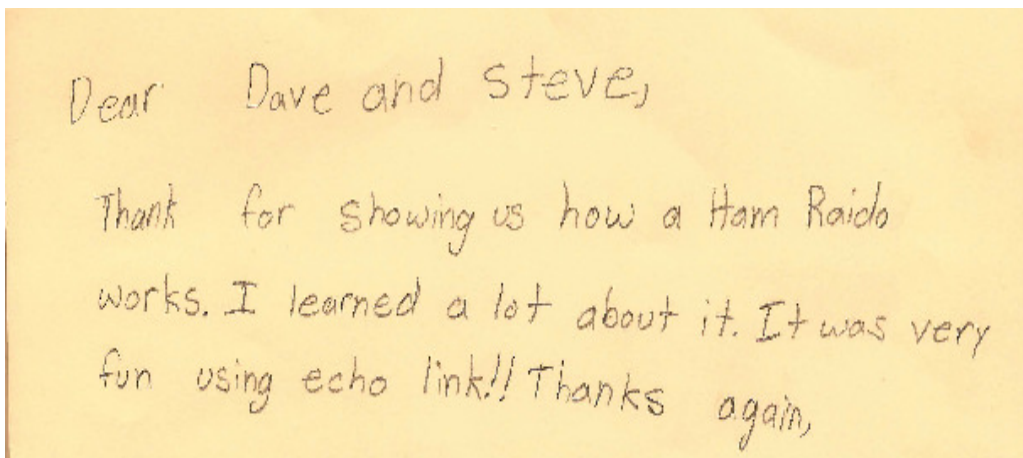 Dear Dave and Steve,
Thank for showing us how a Ham Raido
works. I learned a lot about it. It was very
fun using echo link!! Thanks again,